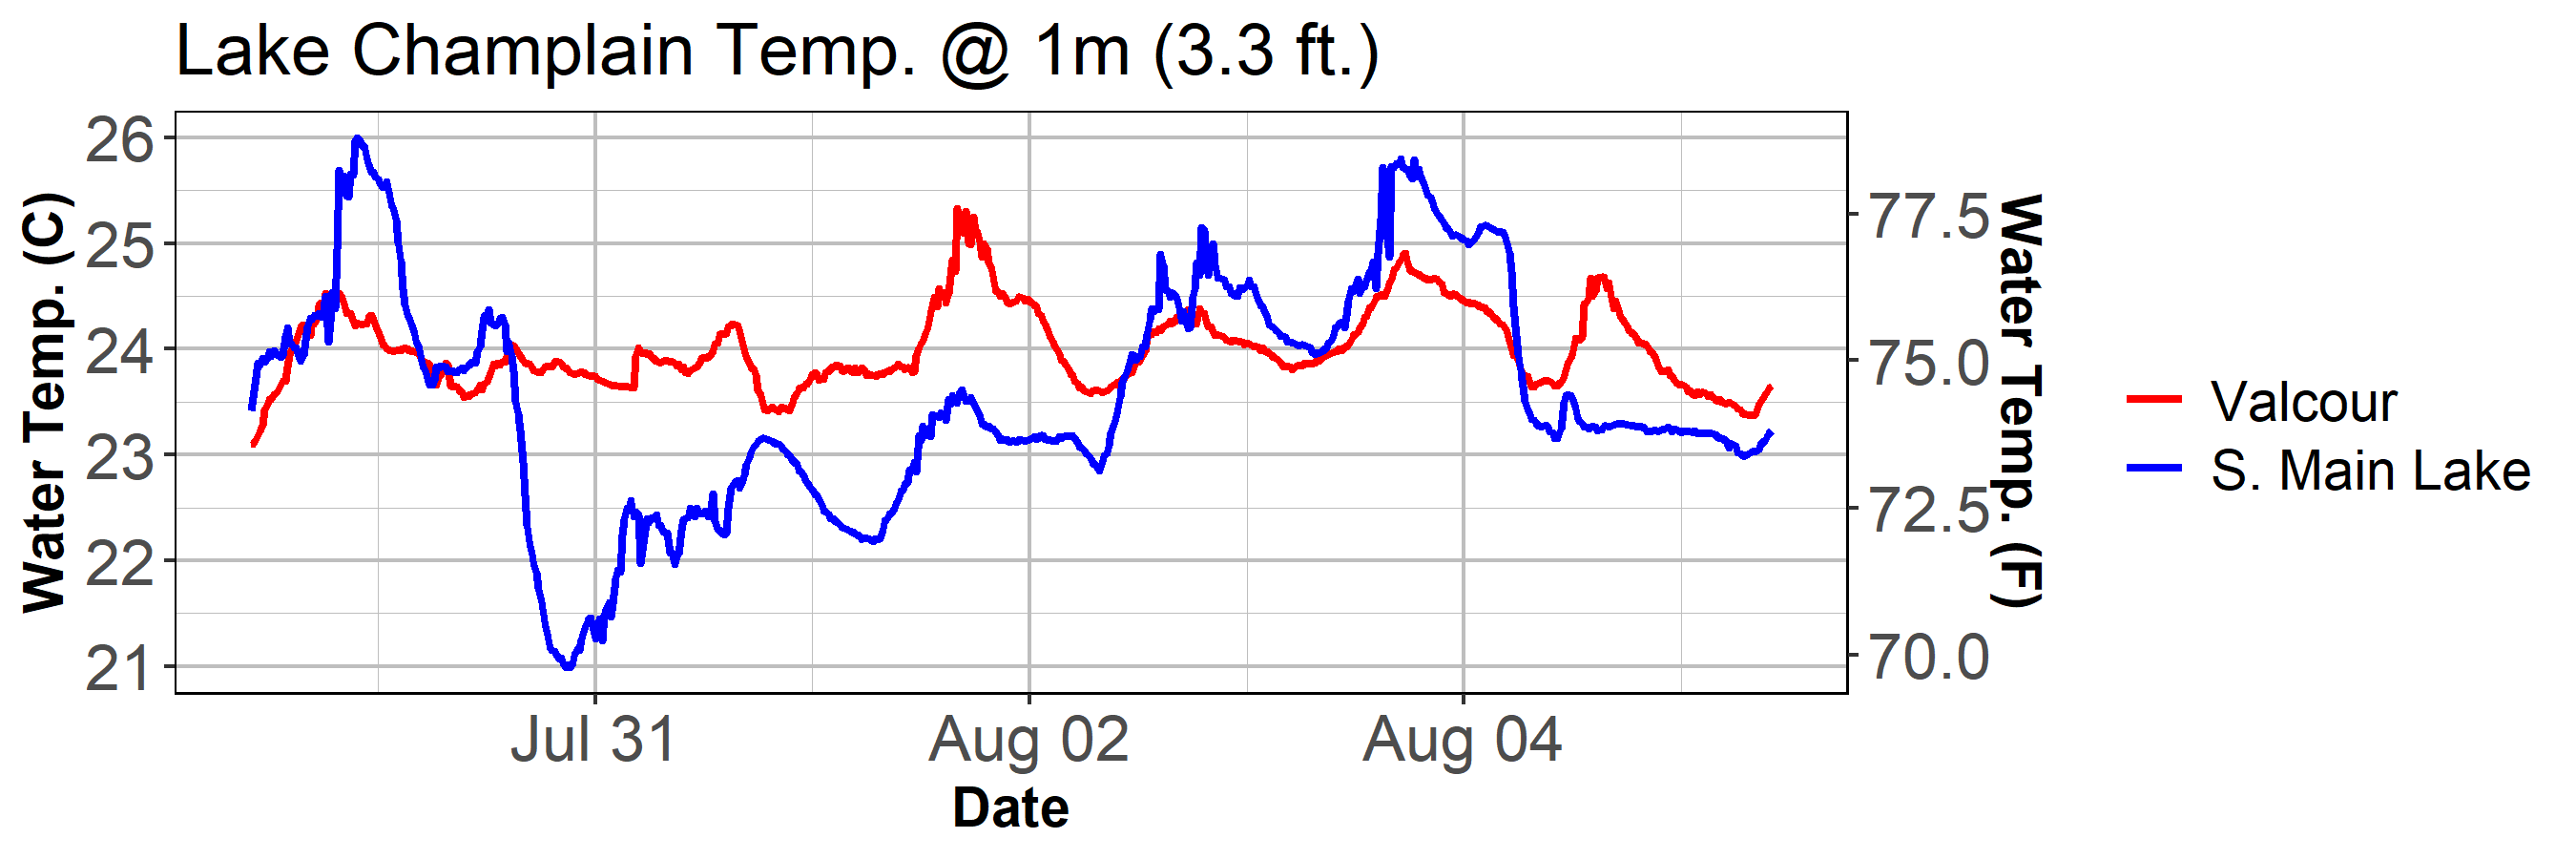 Lake Champlain Temp. @ 1m (3.3 ft.)
Water Temp. (C)
26
25
24
23
22
21
77.5
75.0
72.5
70.0
Water Temp. (F)
Jul 31
Aug 02
Aug 04
Date
Valcour
S. Main Lake